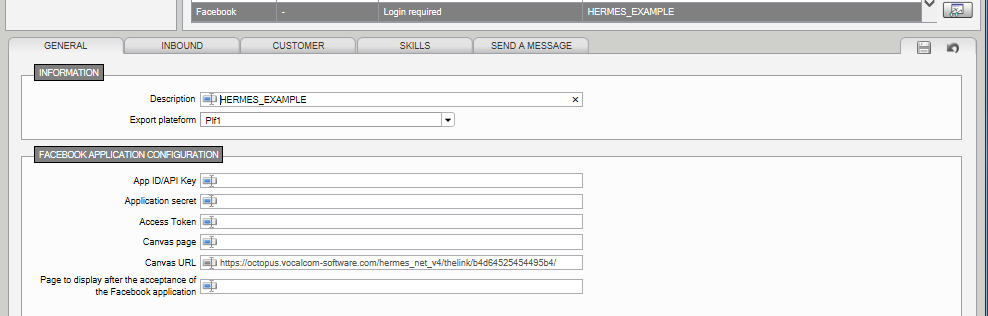 Facebook - Login required HERMES_EXAMPLE
GENERAL INBOUND CUSTOMER SKILLS SEND A MESSAGE
INFORMATION
Description HERMES_EXAMPLE
Export plateform Plf1
FACEBOOK APPLICATION CONFIGURATION
App ID/API Key
Application secret
Access Token
Canvas page
Canvas URL https://octopus.vocalcom-software.com/hermes_net_v4/thelink/b4d64525454495b4/
Page to display after the acceptance of
the Facebook application